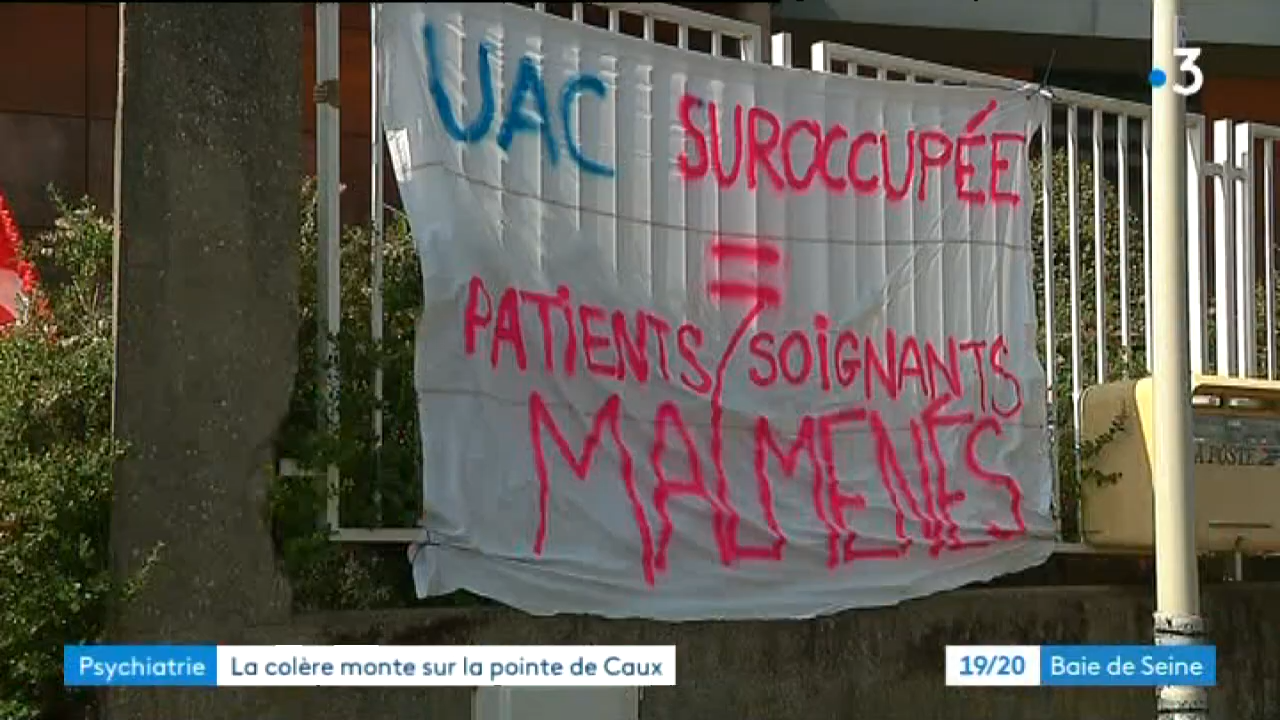 UAC SUROCCUPÉE
=
PATIENTS/SOIGNANTS
MALMENÉS
3
LA POSTE
Psychiatrie La colère monte sur la pointe de Caux
19/20 Baie de Seine